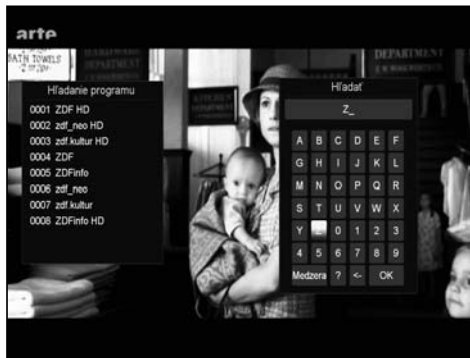 arte
BATH TOWELS
DEPARTMENT
Hľadanie programu
0001 ZDF HD
0002 zdf_neo HD
0003 zdf.kultur HD
0004 ZDF
0005 ZDFinfo
0006 zdf_neo
0007 zdf.kultur
0008 ZDFinfo HD
Hľadať
Z_
A B C D E F
G H I J K L
M N O P Q R
S T U V W X
Y 0 1 2 3
4 5 6 7 8 9
Medzera ? <- OK